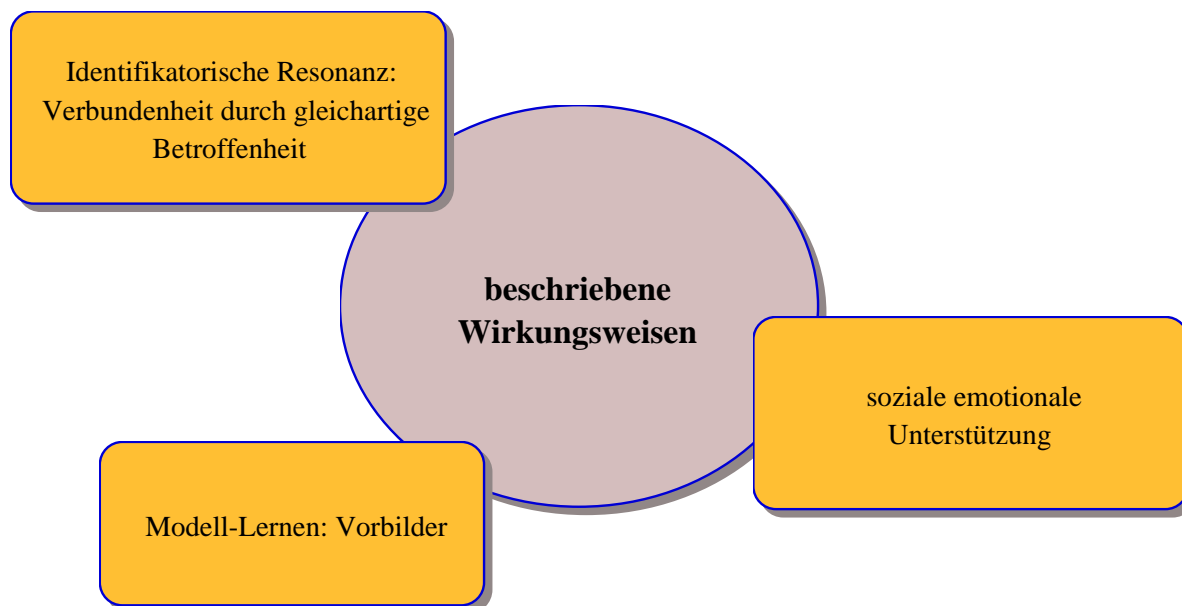 Identifikatorische Resonanz:
Verbundenheit durch gleichartige
Betroffenheit
beschriebene
Wirkungsweisen
soziale emotionale
Unterstützung
Modell-Lernen: Vorbilder